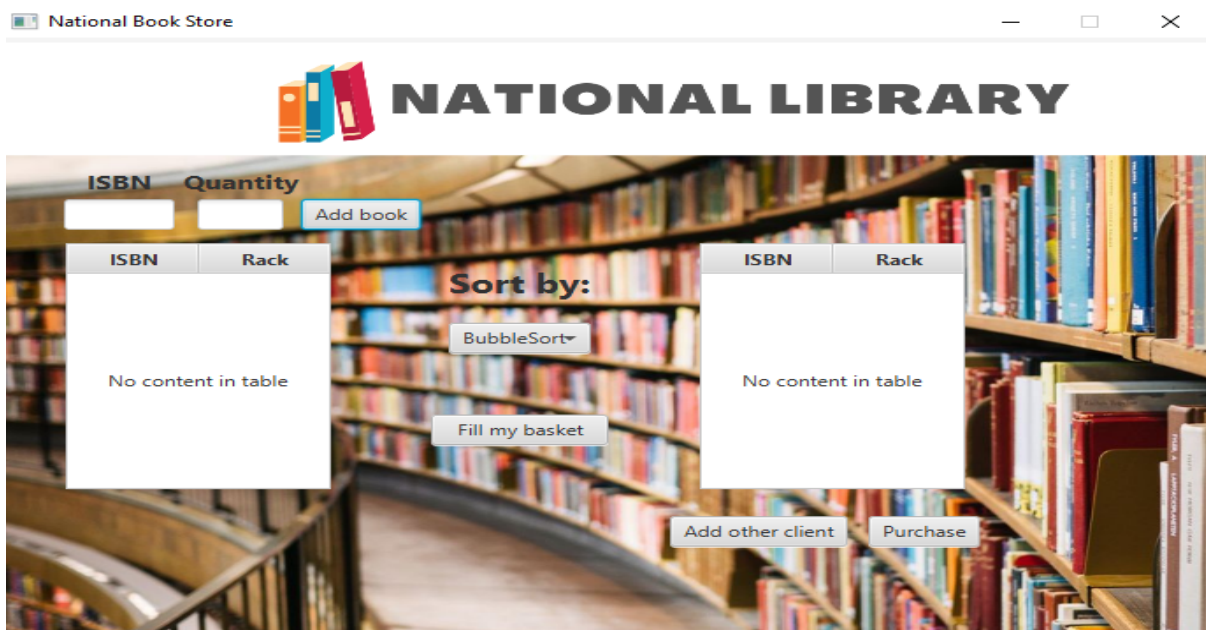 National Book Store
NATIONAL LIBRARY
ISBN Quantity
Add book
ISBN Rack
No content in table
Sort by:
BubbleSort
Fill my basket
ISBN Rack
No content in table
Add other client Purchase